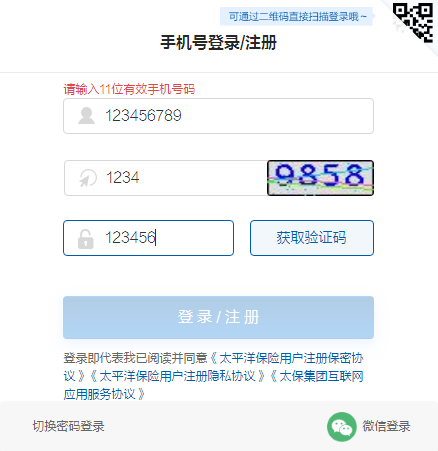 可通过二维码直接扫描登录哦~
手机号登录/注册
请输入11位有效手机号码
123456789
1234
9858
123456
获取验证码
登录/注册
登录即代表我已阅读并同意《太平洋保险用户注册保密协
议》《太平洋保险用户注册隐私协议》《太保集团互联网
应用服务协议》
切换密码登录
微信登录